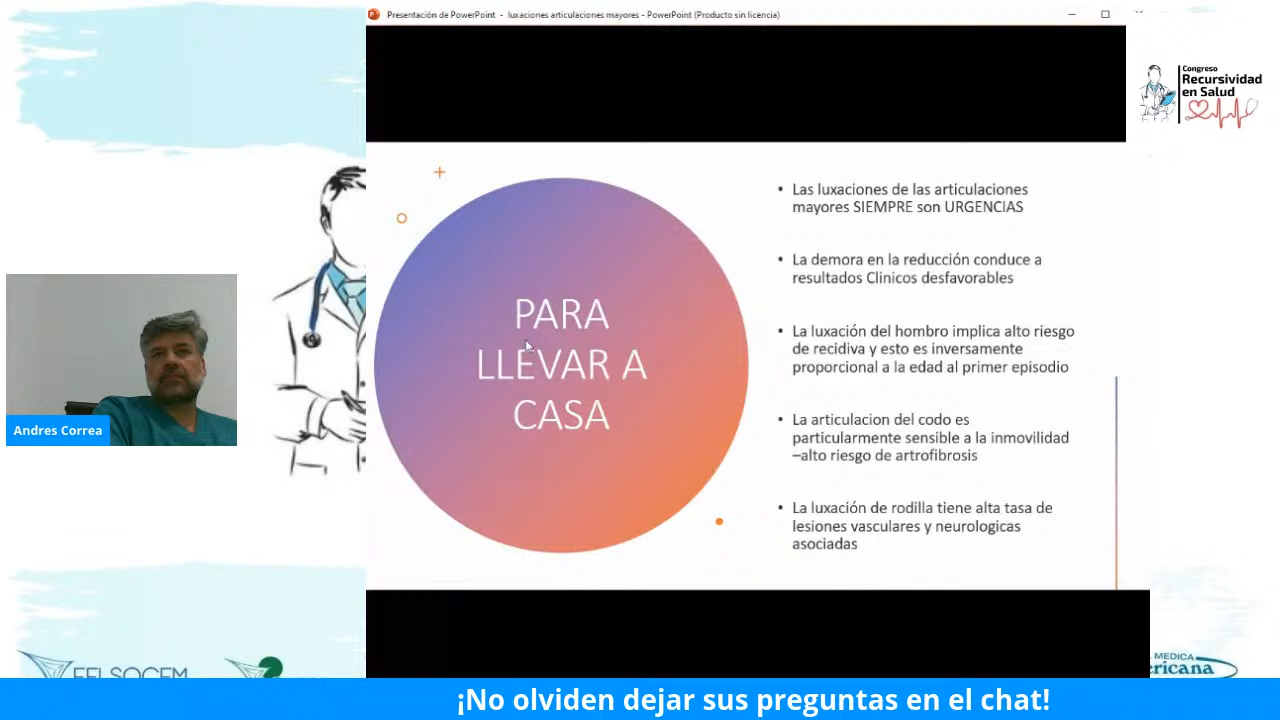 Presentación de PowerPoint - luxaciones articulaciones mayores - PowerPoint (Producto sin licencia)
Congreso
Recursividad
en Salud
PARA
LLEVAR A
CASA
• Las luxaciones de las articulaciones
mayores SIEMPRE son URGENCIAS
• La demora en la reducción conduce a
resultados Clinicos desfavorables
• La luxación del hombro implica alto riesgo
de recidiva y esto es inversamente
proporcional a la edad al primer episodio
• La articulacion del codo es
particularmente sensible a la inmovilidad
–alto riesgo de artrofibrosis
• La luxación de rodilla tiene alta tasa de
lesiones vasculares y neurologicas
asociadas
Andres Correa
MEDICA
ericana
¡No olviden dejar sus preguntas en el chat!